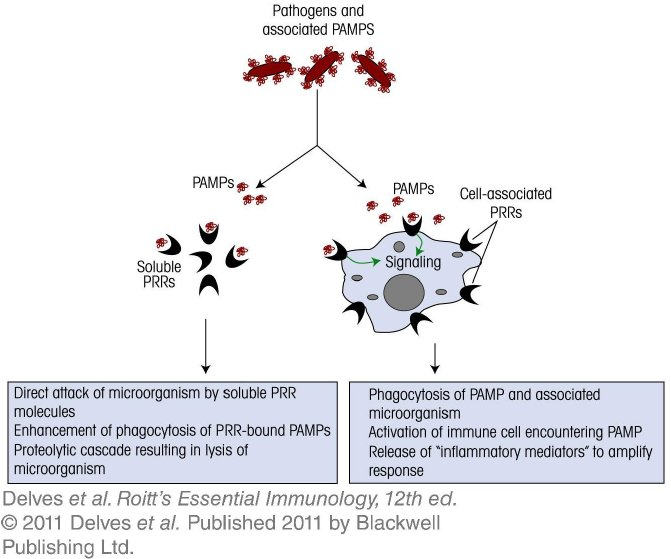 Pathogens and
associated PAMPS
PAMPs
PAMPs
Cell-associated
PRRs
Soluble
PRRs
Signaling
Direct attack of microorganism by soluble PRR
molecules
Enhancement of phagocytosis of PRR-bound PAMPs
Proteolytic cascade resulting in lysis of
microorganism
Phagocytosis of PAMP and associated
microorganism
Activation of immune cell encountering PAMP
Release of “inflammatory mediators” to amplify
response
Delves et al. Roitt’s Essential Immunology, 12th ed.
© 2011 Delves et al. Published 2011 by Blackwell
Publishing Ltd.